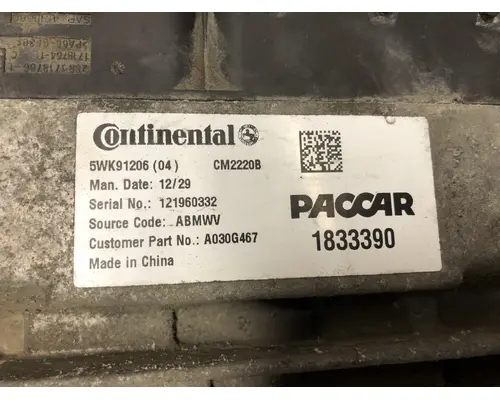 Continental
5WK91206 (04) CM2220B
Man. Date: 12/29
Serial No.: 121960332
Source Code: ABMWV
Customer Part No.: A030G467
Made in China
PACCAR
1833390